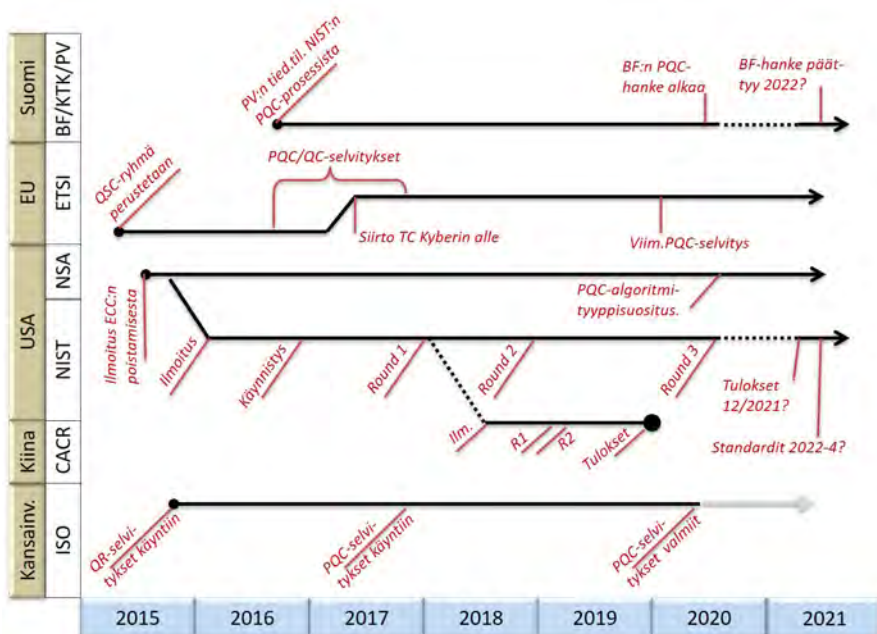 Suomi
BF/KTK/PV
PV:n tied.til. NIST:n
PQC-prosessista
BF:n PQC-
hanke alkaa
BF-hanke päät-
tyy 2022?
EU
ETSI
QSC-ryhmä
perustetaan
PQC/QC-selvitykset
Siirto TC Kyberin alle
Viim.PQC-selvitys
USA
NSA
Ilmoitus ECC:n
poistamisesta
PQC-algoritmi-
tyyppisuositus.
NIST
Ilmoitus
Käynnistys
Round 1
Round 2
Round 3
Tulokset
12/2021?
Standardit 2022-4?
Kiina
CACR
Ilm.
R1
R2
Tulokset
Kansainv.
ISO
QR-selvi-
tykset käyntiin
PQC-selvi-
tykset käyntiin
PQC-selvi-
tykset valmiit
2015
2016
2017
2018
2019
2020
2021